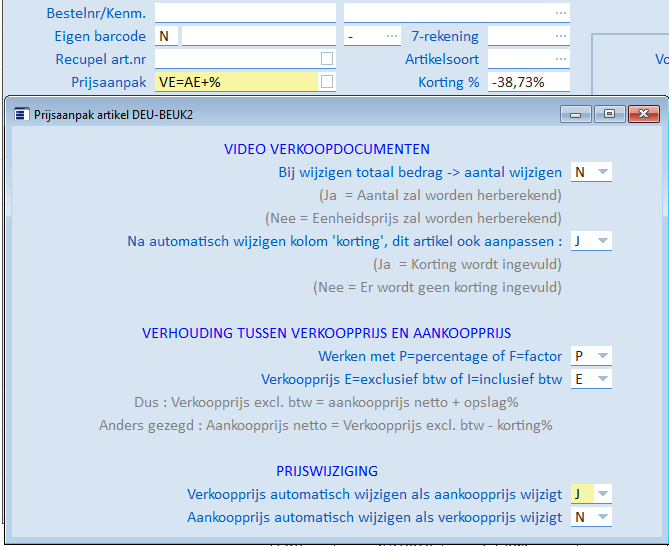 Bestelnr/Kenm.
Eigen barcode N - ... 7-rekening ...
Recupel art.nr Artikelsoort ...
Prijsaanpak VE=AE+% Korting % -38,73%
Prijsaanpak artikel DEU-BEUK2
VIDEO VERKOOPDOCUMENTEN
Bij wijzigen totaal bedrag -> aantal wijzigen N
(Ja = Aantal zal worden herberekend)
(Nee = Eenheidsprijs zal worden herberekend)
Na automatisch wijzigen kolom 'korting', dit artikel ook aanpassen : J
(Ja = Korting wordt ingevuld)
(Nee = Er wordt geen korting ingevuld)
VERHOUDING TUSSEN VERKOOPPRIJS EN AANKOOPPRIJS
Werken met P=percentage of F=factor P
Verkoopprijs E=exclusief btw of I=inclusief btw E
Dus : Verkoopprijs excl. btw = aankoopprijs netto + opslag%
Anders gezegd : Aankoopprijs netto = Verkoopprijs excl. btw - korting%
PRIJSWIJZIGING
Verkoopprijs automatisch wijzigen als aankoopprijs wijzigt J
Aankoopprijs automatisch wijzigen als verkoopprijs wijzigt N